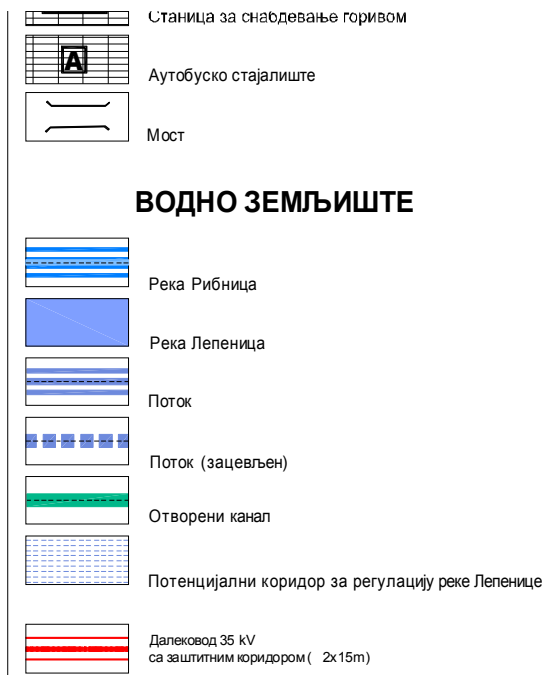 Станица за снабдевање горивом
A
Аутобуско стајалиште
Мост
ВОДНО ЗЕМЉИШТЕ
Река Рибница
Река Лепеница
Поток
Поток (зацевљен)
Отворени канал
Потенцијални коридор за регулацију реке Лепенице
Далековод 35 kV
са заштитним коридором ( 2x15m)